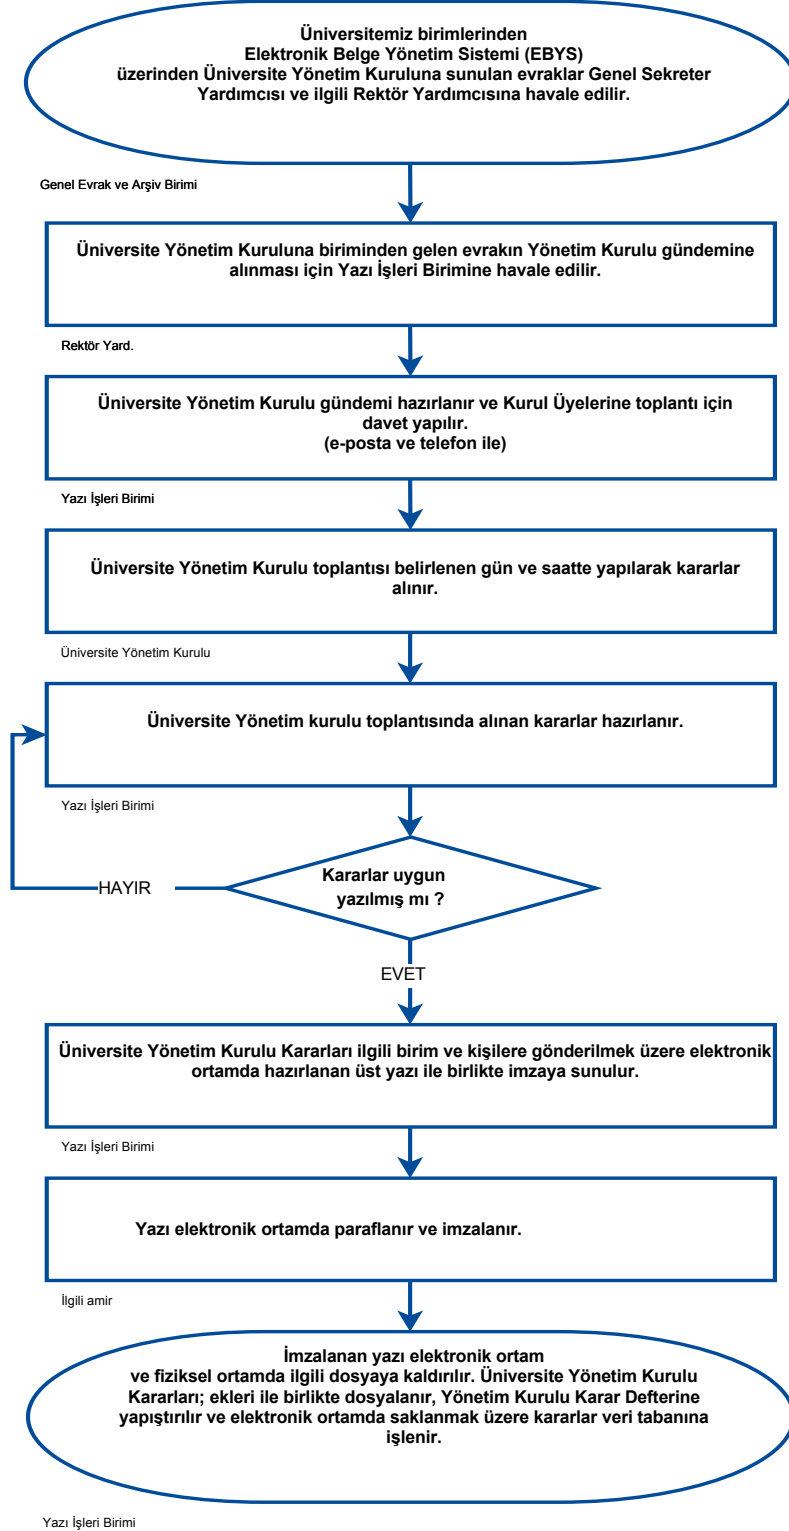 Üniversitemiz birimlerinden
Elektronik Belge Yönetim Sistemi (EBYS)
üzerinden Üniversite Yönetim Kuruluna sunulan evraklar Genel Sekreter
Yardımcısı ve ilgili Rektör Yardımcısına havale edilir.
Genel Evrak ve Arşiv Birimi
Üniversite Yönetim Kuruluna biriminden gelen evrakın Yönetim Kurulu gündemine
alınması için Yazı İşleri Birimine havale edilir.
Rektör Yard.
Üniversite Yönetim Kurulu gündemi hazırlanır ve Kurul Üyelerine toplantı için
davet yapılır.
(e-posta ve telefon ile)
Yazı İşleri Birimi
Üniversite Yönetim Kurulu toplantısı belirlenen gün ve saatte yapılarak kararlar
alınır.
Üniversite Yönetim Kurulu
Üniversite Yönetim kurulu toplantısında alınan kararlar hazırlanır.
Yazı İşleri Birimi
Kararlar uygun
yazılmış mı ?
HAYIR
EVET
Üniversite Yönetim Kurulu Kararları ilgili birim ve kişilere gönderilmek üzere elektronik
ortamda hazırlanan üst yazı ile birlikte imzaya sunulur.
Yazı İşleri Birimi
Yazı elektronik ortamda paraflanır ve imzalanır.
İlgili amir
İmzalanan yazı elektronik ortam
ve fiziksel ortamda ilgili dosyaya kaldırılır. Üniversite Yönetim Kurulu
Kararları; ekleri ile birlikte dosyalanır, Yönetim Kurulu Karar Defterine
yapıştırılır ve elektronik ortamda saklanmak üzere kararlar veri tabanına
işlenir.
Yazı İşleri Birimi